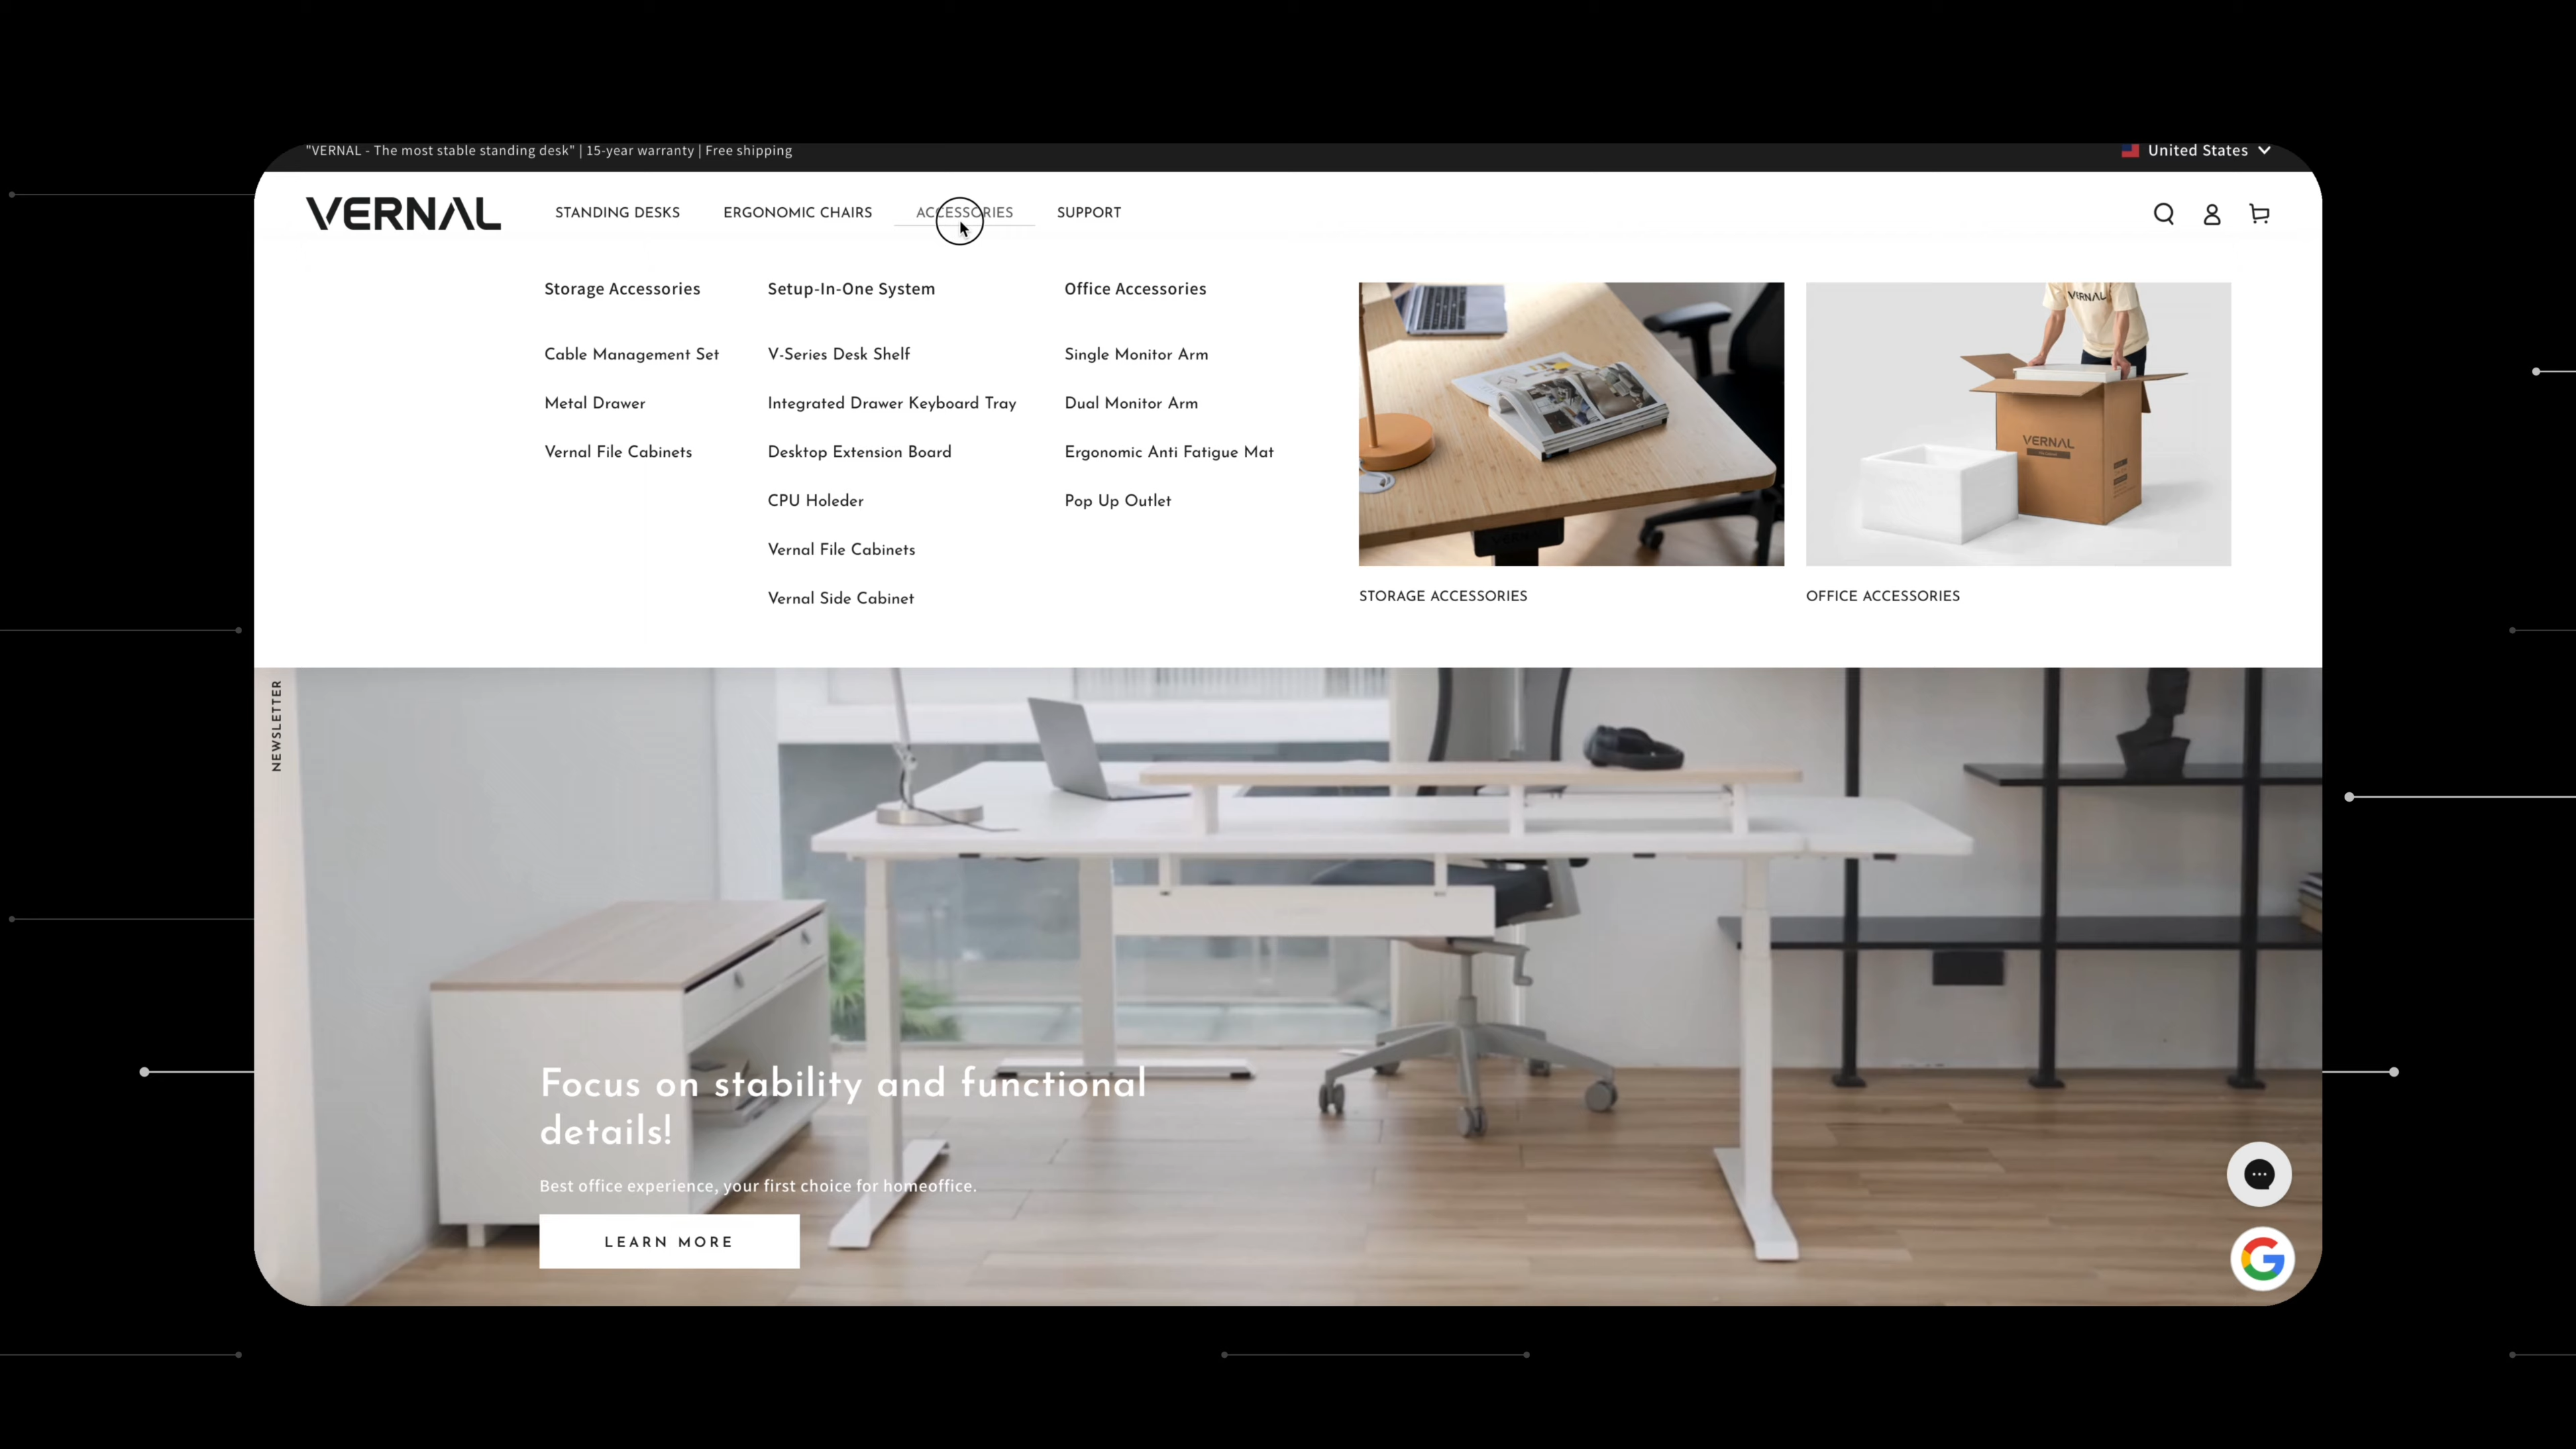 "VERNAL - The most stable standing desk" | 15-year warranty | Free shipping
United States
VERNAL
STANDING DESKS
ERGONOMIC CHAIRS
ACCESSORIES
SUPPORT
Storage Accessories
Cable Management Set
Metal Drawer
Vernal File Cabinets
Setup-In-One System
V-Series Desk Shelf
Integrated Drawer Keyboard Tray
Desktop Extension Board
CPU Holeder
Vernal File Cabinets
Vernal Side Cabinet
Office Accessories
Single Monitor Arm
Dual Monitor Arm
Ergonomic Anti Fatigue Mat
Pop Up Outlet
VERNAL
VERNAL
STORAGE ACCESSORIES
OFFICE ACCESSORIES
NEWSLETTER
Focus on stability and functional
details!
Best office experience, your first choice for homeoffice.
LEARN MORE
G